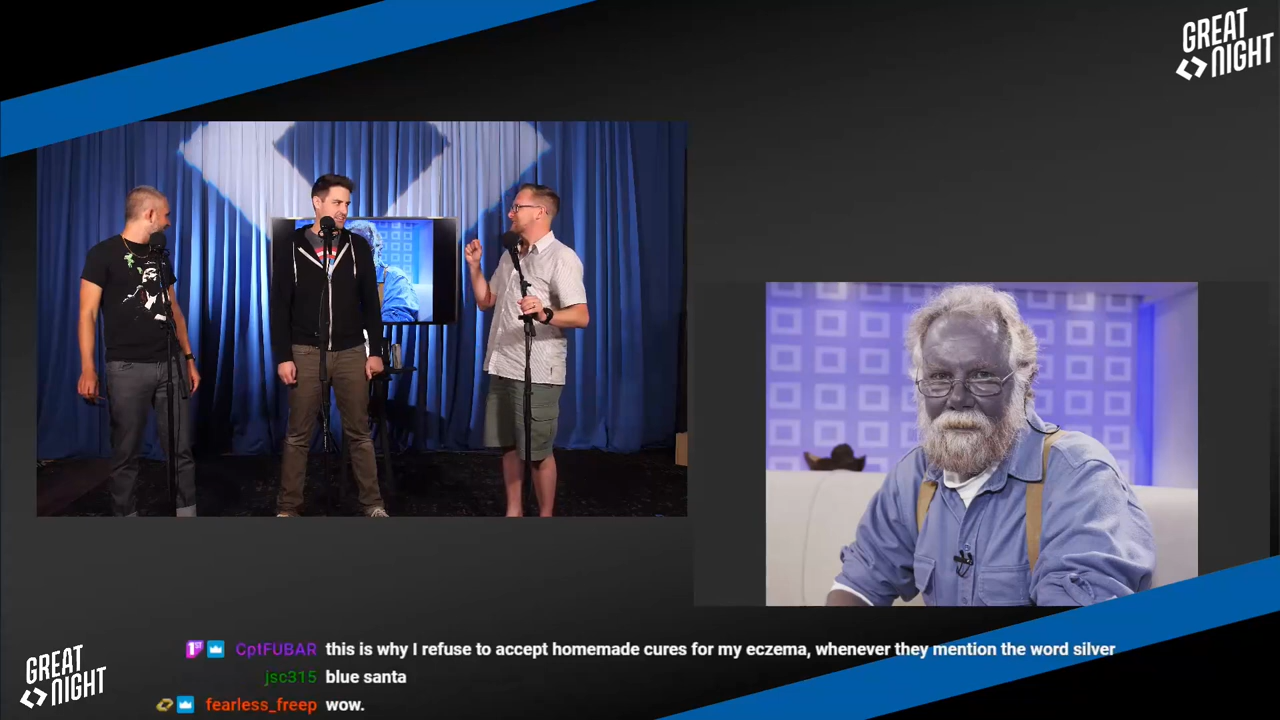 GREAT
NIGHT
GREAT
NIGHT
1st CptFUBAR this is why I refuse to accept homemade cures for my eczema, whenever they mention the word silver
jsc315 blue santa
fearless_freep wow.